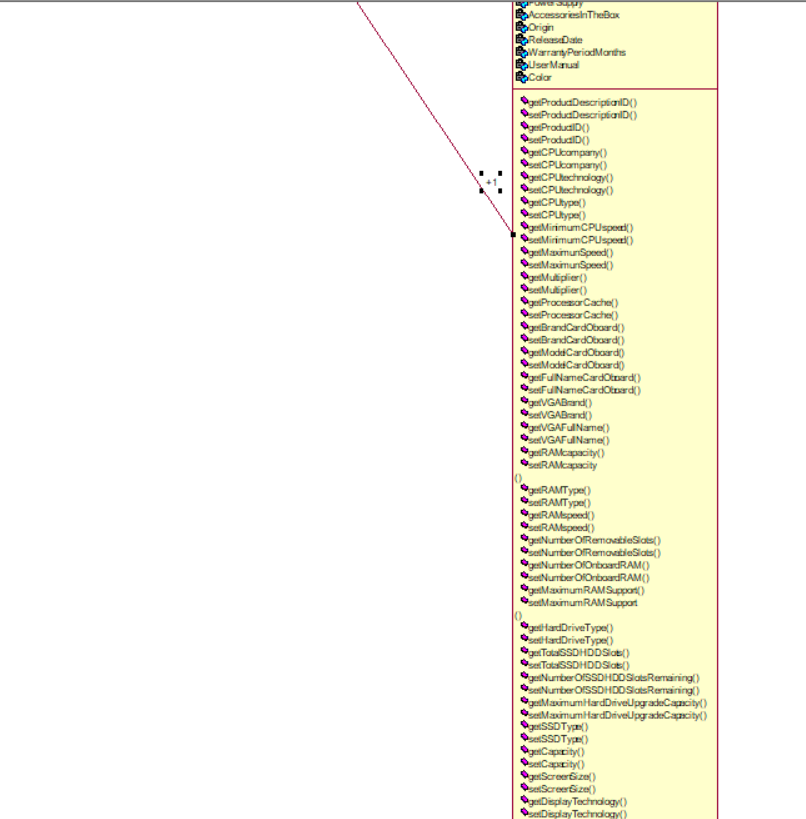 PowerSupply
AccessoriesInTheBox
Origin
ReleaseDate
WarrantyPeriodMonths
UserManual
Color
getProductDescriptionID()
setProductDescriptionID()
getProductID()
setProductID()
getCPUcompany()
setCPUcompany()
getCPUtechnology()
setCPUtechnology()
+1
getCPUtype()
setCPUtype()
getMinimumCPUspeed()
setMinimumCPUspeed()
getMaximunSpeed()
setMaximunSpeed()
getMultiplier()
setMultiplier()
getProcessorCache()
setProcessorCache()
getBrandCardOboard()
setBrandCardOboard()
getModelCardOboard()
setModelCardOboard()
getFullNameCardOboard()
setFullNameCardOboard()
getVGABrand()
setVGABrand()
getVGAFullName()
setVGAFullName()
getRAMcapacity()
setRAMcapacity
()
getRAMType()
setRAMType()
getRAMspeed()
setRAMspeed()
getNumberOfRemovableSlots()
setNumberOfRemovableSlots()
getNumberOfOnboardRAM()
setNumberOfOnboardRAM()
getMaximumRAMSupport()
setMaximumRAMSupport
()
getHardDriveType()
setHardDriveType()
getTotalSSDHDDSlots()
setTotalSSDHDDSlots()
getNumberOfSSDHDDSlotsRemaining()
setNumberOfSSDHDDSlotsRemaining()
getMaximumHardDriveUpgradeCapacity()
setMaximumHardDriveUpgradeCapacity()
getSSDType()
setSSDType()
getCapacity()
setCapacity()
getScreenSize()
setScreenSize()
getDisplayTechnology()
setDisplayTechnology()